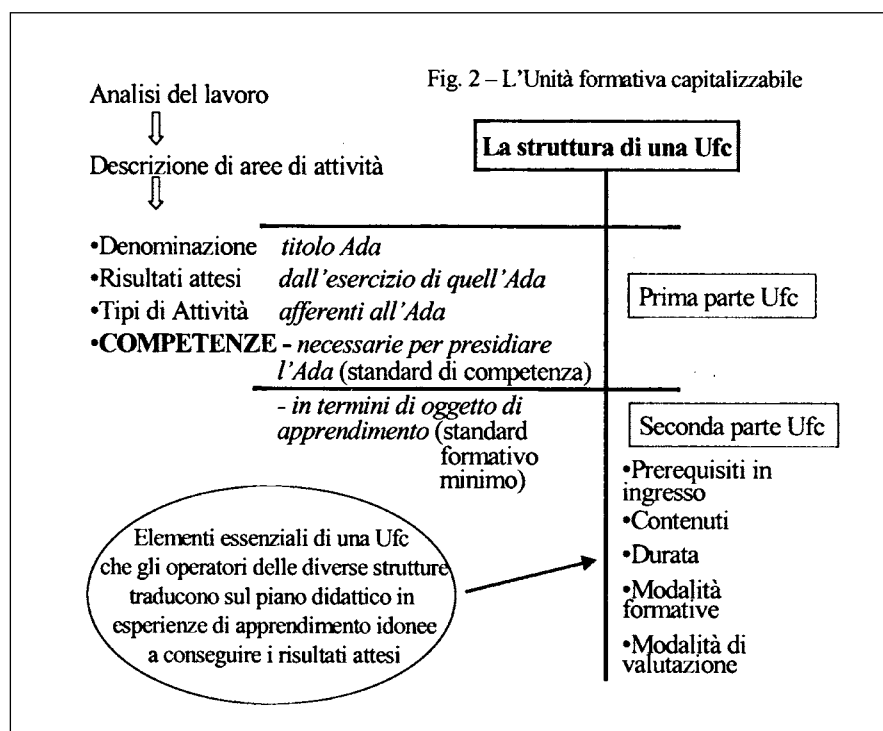 Fig. 2 – L'Unità formativa capitalizzabile
Analisi del lavoro
La struttura di una Ufc
Descrizione di aree di attività
•Denominazione titolo Ada
•Risultati attesi dall'esercizio di quell'Ada
•Tipi di Attività afferenti all'Ada
•COMPETENZE - necessarie per presidiare
l'Ada (standard di competenza)
- in termini di oggetto di
apprendimento (standard
formativo
minimo)
Prima parte Ufc
Seconda parte Ufc
•Prerequisiti in
ingresso
•Contenuti
•Durata
•Modalità
formative
•Modalità di
valutazione
Elementi essenziali di una Ufc
che gli operatori delle diverse strutture
traducono sul piano didattico in
esperienze di apprendimento idonee
a conseguire i risultati attesi